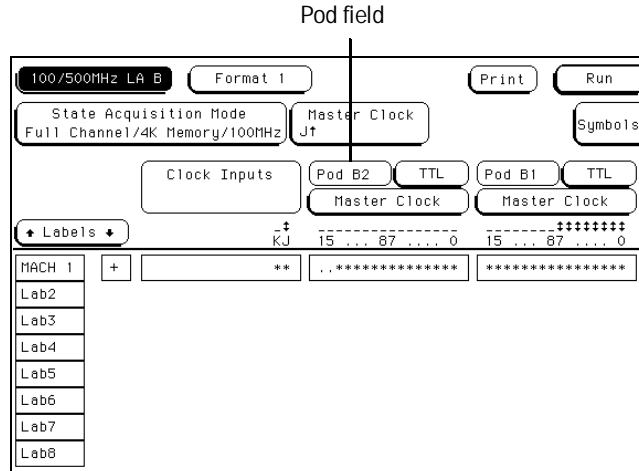 Pod field
100/500MHz LA B Format 1 Print Run
State Acquisition Mode Master Clock
Full Channel/4K Memory/100MHz J↑ Symbols
Clock Inputs Pod B2 TTL Pod B1 TTL
Master Clock Master Clock
↑ Labels ↓ _↕ ---------------- --------↕↕↕↕↕↕↕↕
KJ 15 ... 87 .... 0 15 ... 87 .... 0
MACH 1 + ** ..************** ****************
Lab2
Lab3
Lab4
Lab5
Lab6
Lab7
Lab8